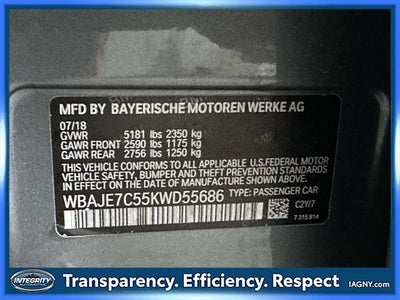 MFD BY BAYERISCHE MOTOREN WERKE AG
07/18
GVWR 5181 lbs 2350 kg
GAWR FRONT 2590 lbs 1175 kg
GAWR REAR 2756 lbs 1250 kg
THIS VEHICLE CONFORMS TO ALL APPLICABLE U.S.FEDERAL MOTOR
VEHICLE SAFETY, BUMPER, AND THEFT PREVENTION STANDARDS
IN EFFECT ON THE DATE OF MANUFACTURE SHOWN ABOVE.
WBAJE7C55KWD55686 TYPE: PASSENGER CAR
C2Y/7
7 315 814
INTEGRITY
Transparency. Efficiency. Respect
IAGNY.com